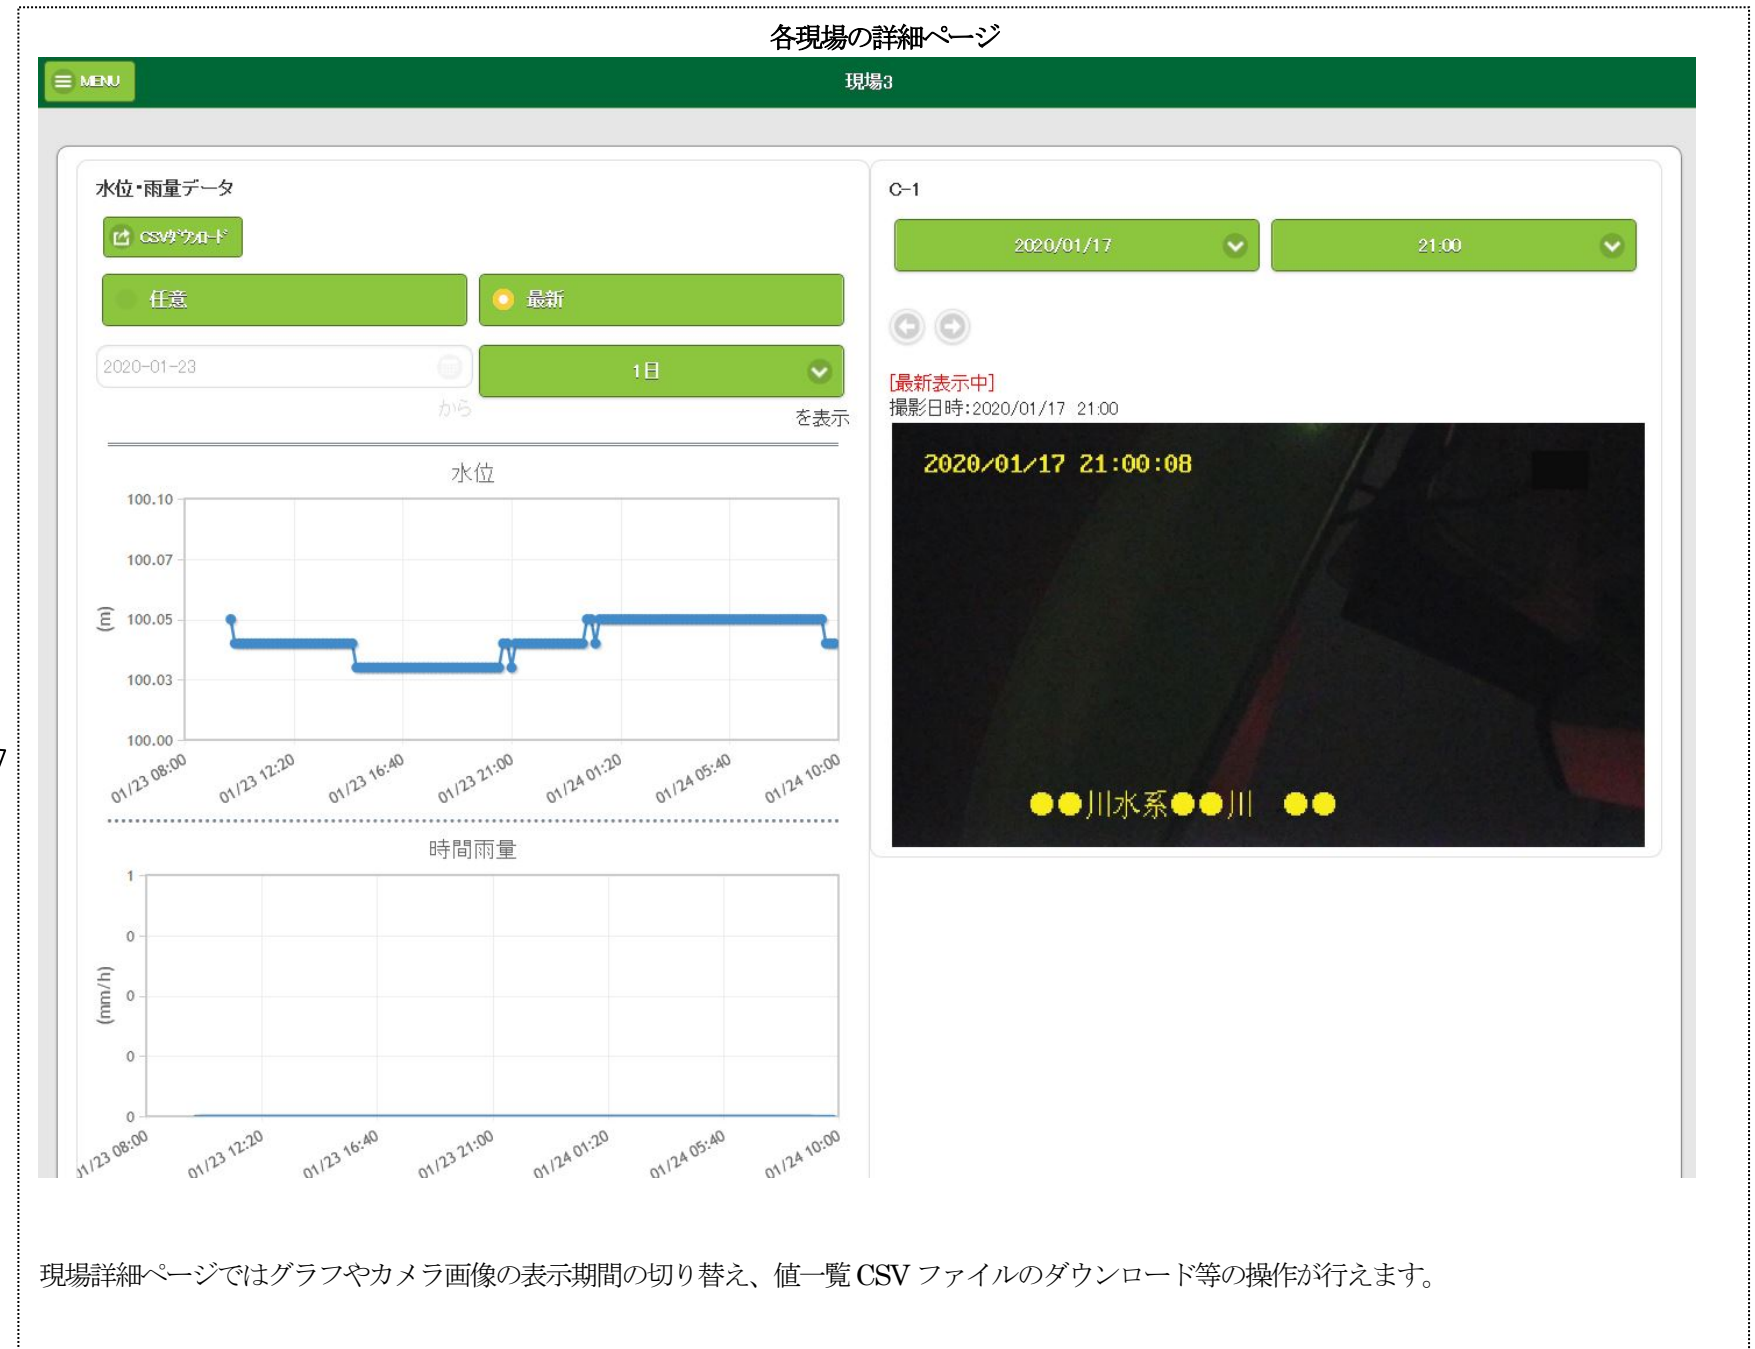 各現場の詳細ページ
MENU
現場3
水位・雨量データ
CSVダウンロード
任意
最新
2020-01-23
から
1日
を表示
水位
100.10
100.07
100.05
100.03
100.00
(m)
01/23 08:00
01/23 12:20
01/23 16:40
01/23 21:00
01/24 01:20
01/24 05:40
01/24 10:00
時間雨量
1
0
0
0
0
(mm/h)
01/23 08:00
01/23 12:20
01/23 16:40
01/23 21:00
01/24 01:20
01/24 05:40
01/24 10:00
C-1
2020/01/17
21:00
[最新表示中]
撮影日時:2020/01/17 21:00
2020/01/17 21:00:08
●●川水系●●川 ●●
7
現場詳細ページではグラフやカメラ画像の表示期間の切り替え、値一覧 CSV ファイルのダウンロード等の操作が行えます。